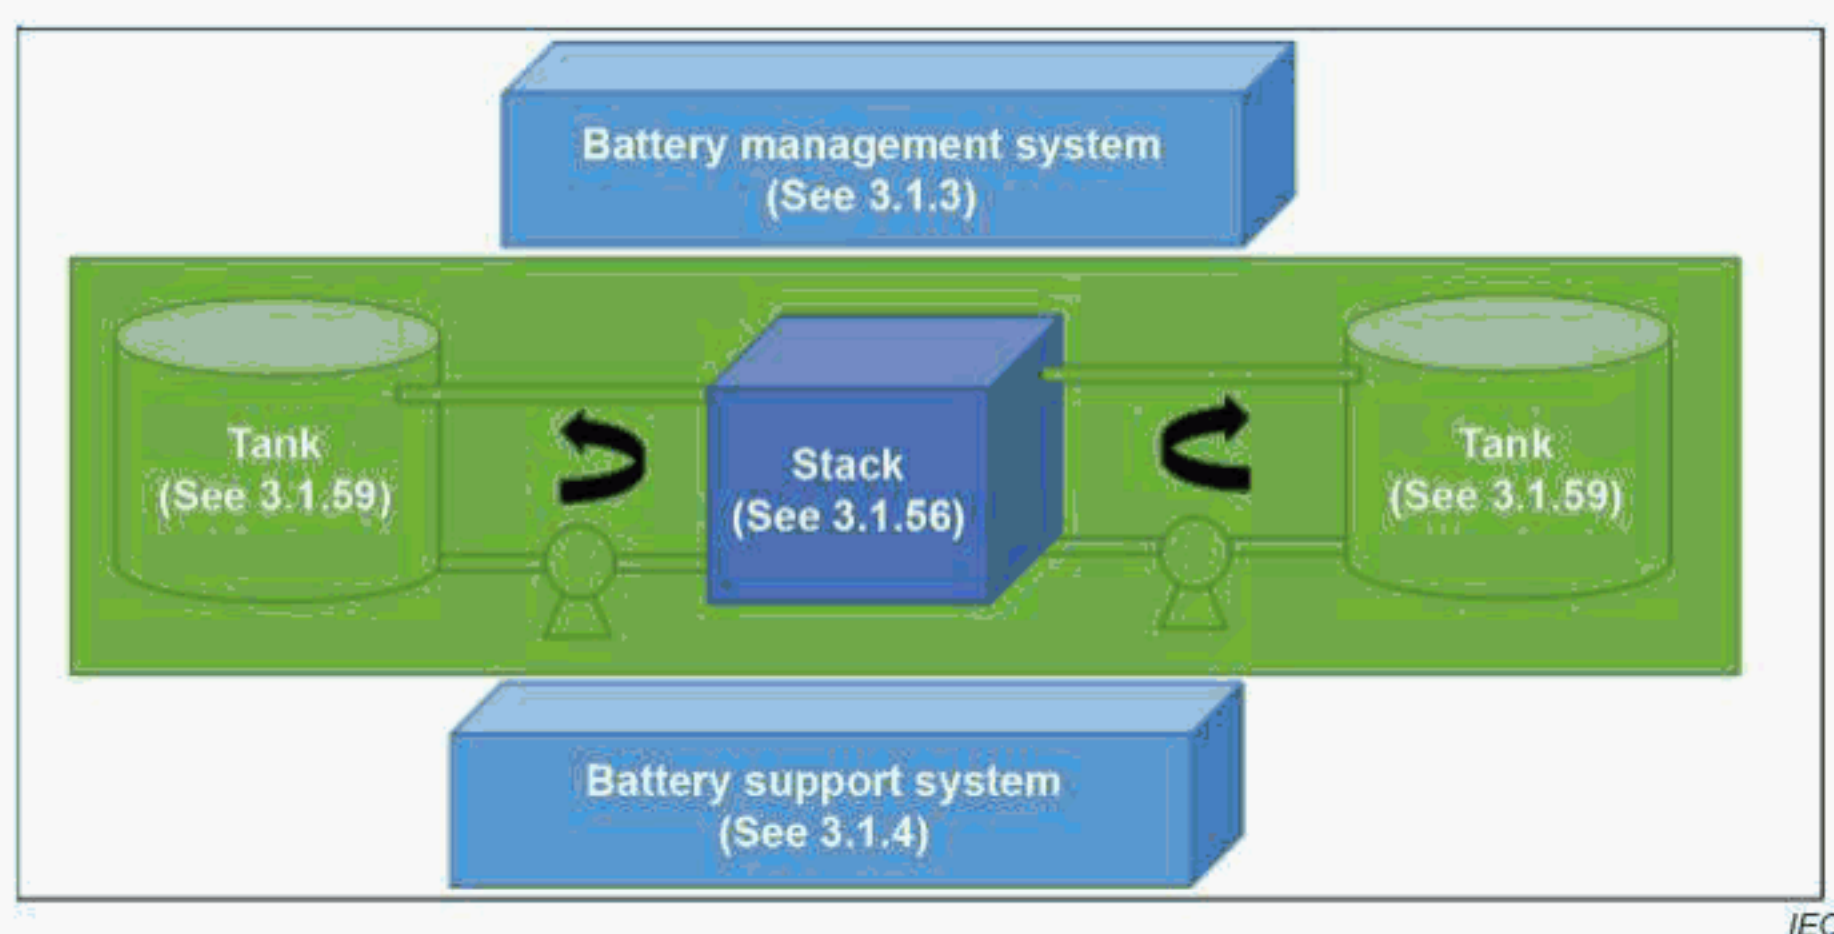 Battery management system
(See 3.1.3)
Tank
(See 3.1.59)
Stack
(See 3.1.56)
Tank
(See 3.1.59)
Battery support system
(See 3.1.4)
IEC